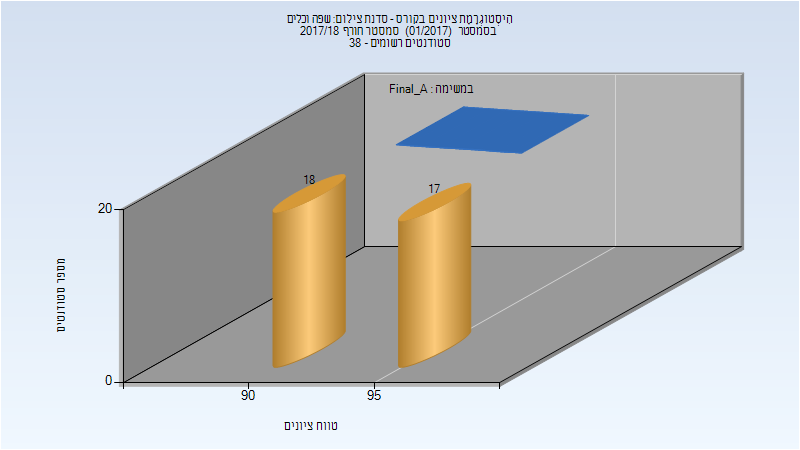 היסטוגרמת ציונים בקורס - סדנת צילום: שפה וכלים
בסמסטר (01/2017) סמסטר חורף 2017/18
סטודנטים רשומים - 38
במשימה : Final_A
18
17
20
0
90
95
מספר סטודנטים
טווח ציונים